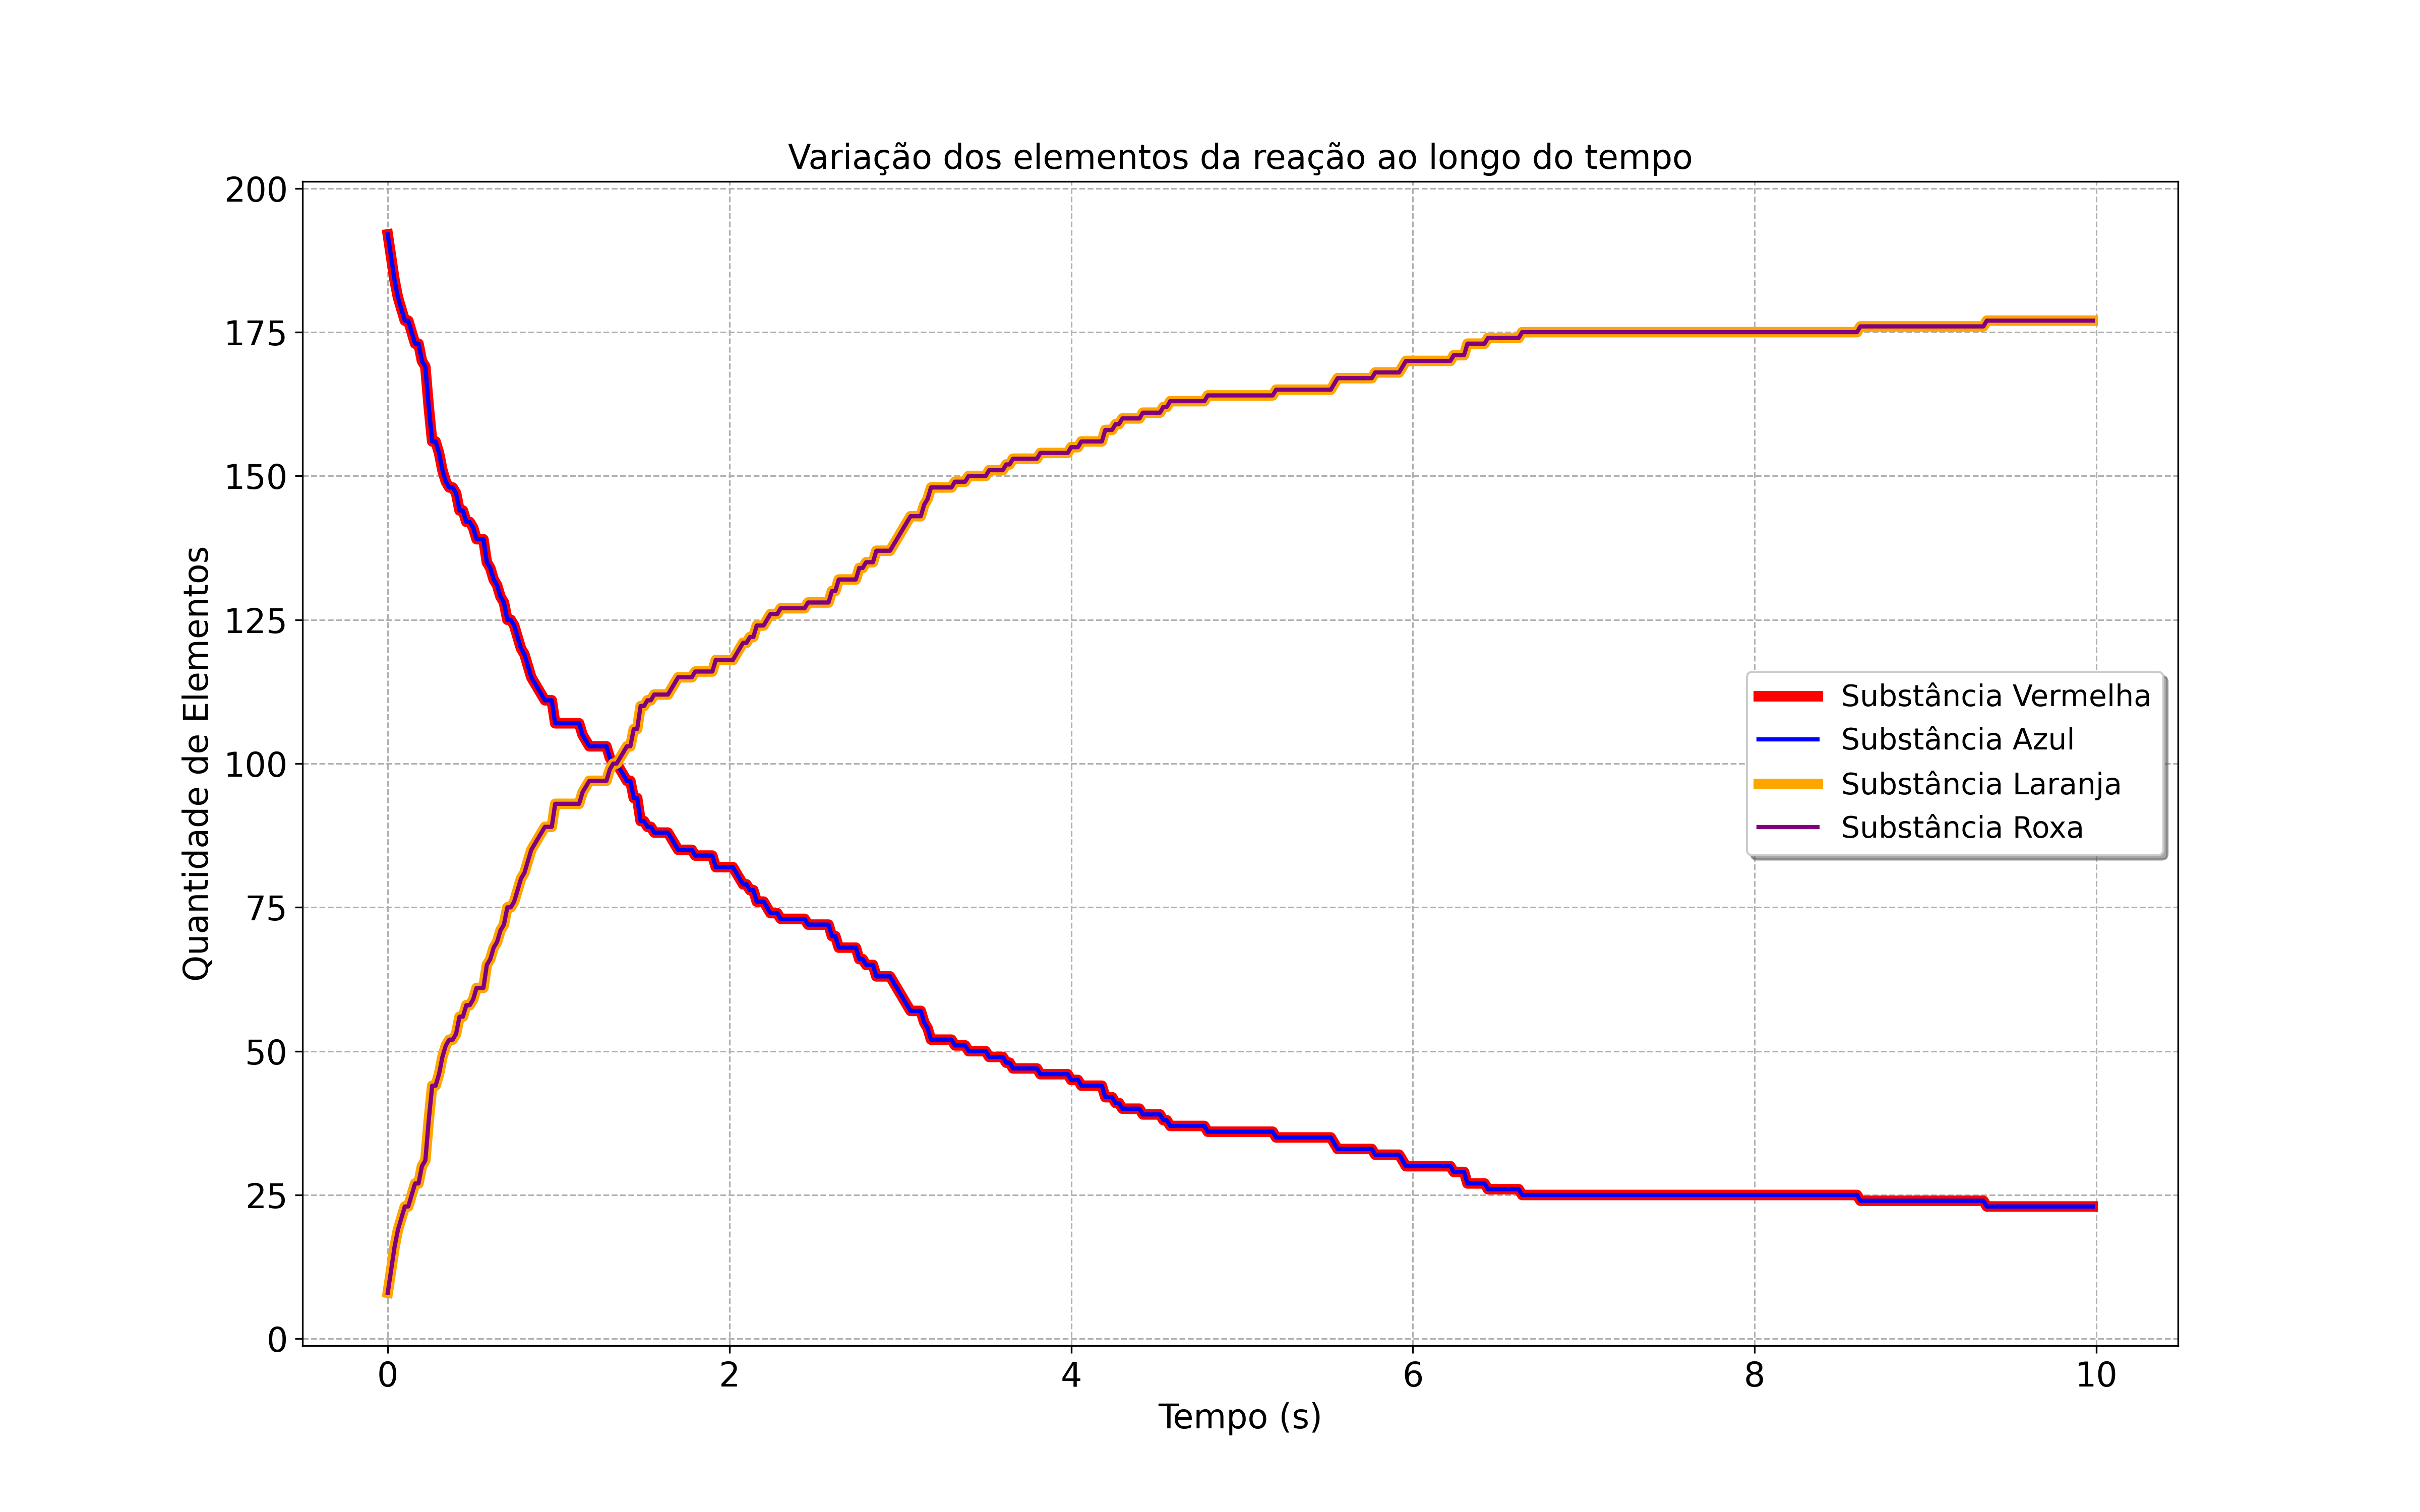 Variação dos elementos da reação ao longo do tempo
200
175
150
125
100
75
50
25
0
Quantidade de Elementos
Substância Vermelha
Substância Azul
Substância Laranja
Substância Roxa
0 2 4 6 8 10
Tempo (s)